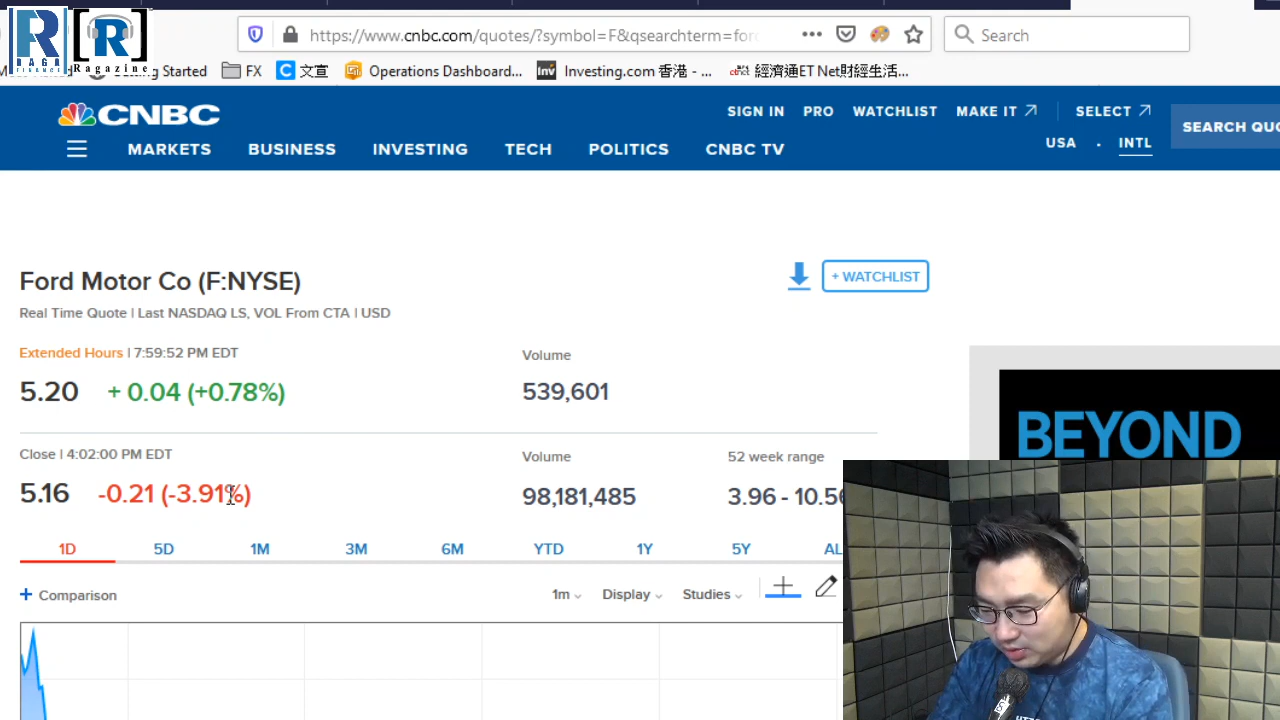 R [R]
RAGA Ragazine
FINANCE
https://www.cnbc.com/quotes/?symbol=F&qsearchterm=for
Search
Getting Started FX 文宣 Operations Dashboard... Inv Investing.com 香港 - ... 經濟通ET Net財經生活...
CNBC
SIGN IN PRO WATCHLIST MAKE IT SELECT
SEARCH QUO
USA · INTL
MARKETS BUSINESS INVESTING TECH POLITICS CNBC TV
Ford Motor Co (F:NYSE)
+ WATCHLIST
Real Time Quote | Last NASDAQ LS, VOL From CTA | USD
Extended Hours | 7:59:52 PM EDT
Volume
5.20 + 0.04 (+0.78%)
539,601
BEYOND
Close | 4:02:00 PM EDT
Volume
52 week range
5.16 -0.21 (-3.91%)
98,181,485
3.96 - 10.56
1D 5D 1M 3M 6M YTD 1Y 5Y AL
+ Comparison
1m Display Studies